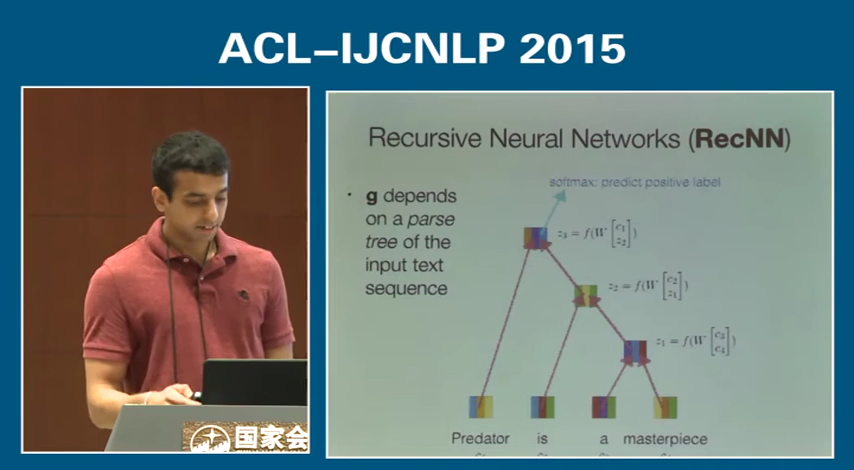 ACL–IJCNLP 2015
Recursive Neural Networks (RecNN)
softmax: predict positive label
• g depends
on a parse
tree of the
input text
sequence
z₃ = f(W [c₁ z₂])
z₂ = f(W [c₂ z₁])
z₁ = f(W [c₃ c₄])
Predator is a masterpiece
国家会